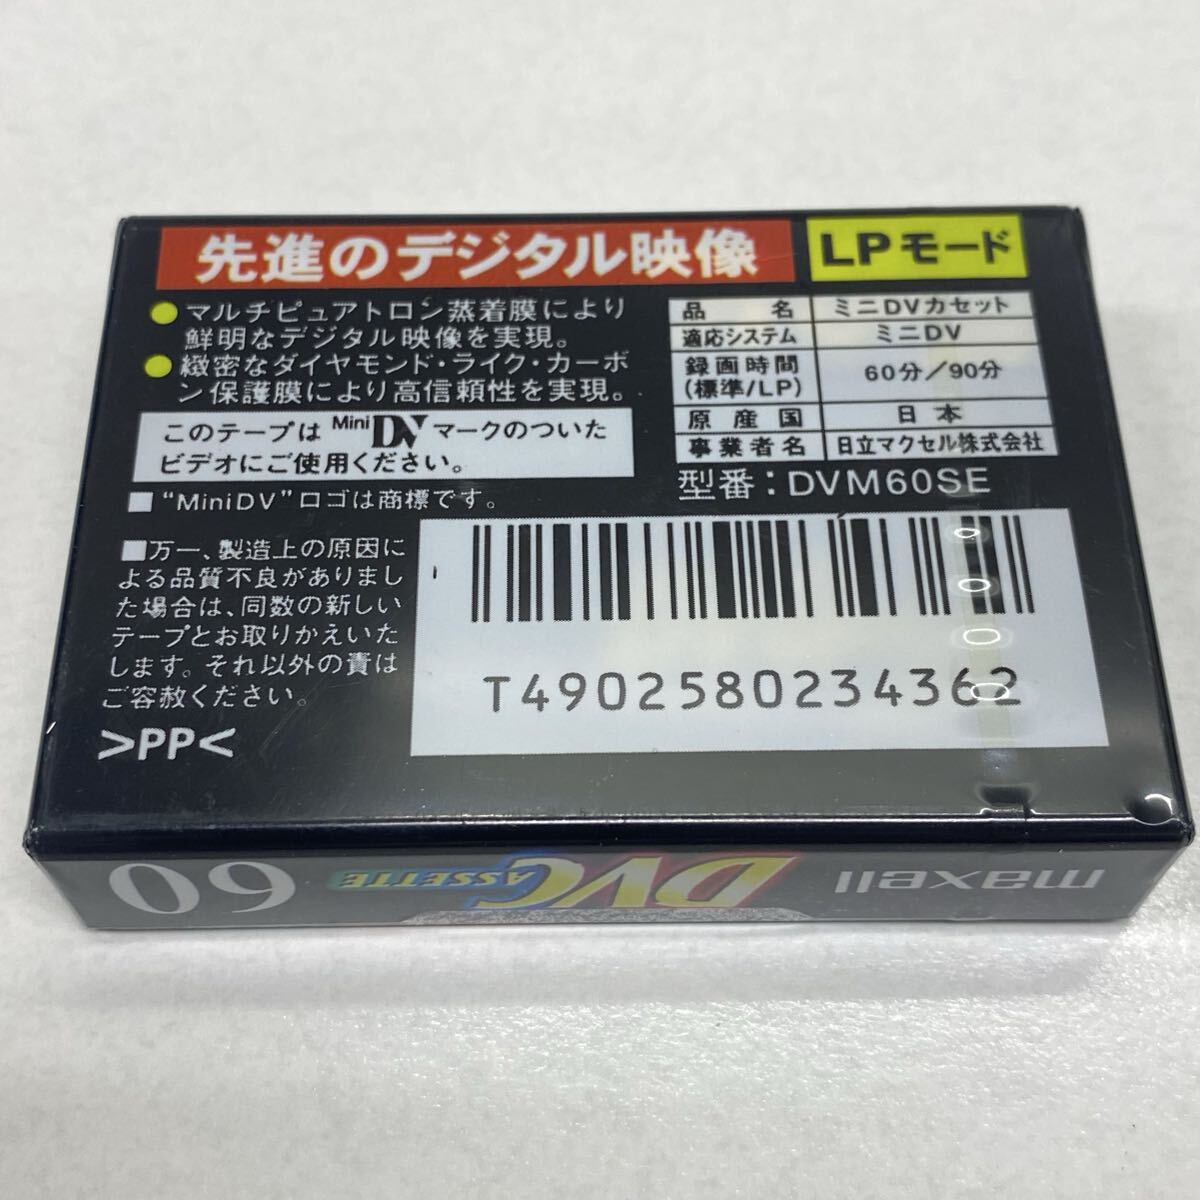 先進のデジタル映像
LPモード
●マルチピュアトロン蒸着膜により
鮮明なデジタル映像を実現。
●緻密なダイヤモンド・ライク・カーボ
ン保護膜により高信頼性を実現。
このテープは Mini DV マークのついた
ビデオにご使用ください。
■“MiniDV”ロゴは商標です。
■万一、製造上の原因に
よる品質不良がありまし
た場合は、同数の新しい
テープとお取りかえいた
します。それ以外の責は
ご容赦ください。
>PP<
品名 ミニDVカセット
適応システム ミニDV
録画時間 60分/90分
(標準/LP)
原産国 日本
事業者名 日立マクセル株式会社
型番:DVM60SE
T4902580234362
maxell DVC ASSETTE 60